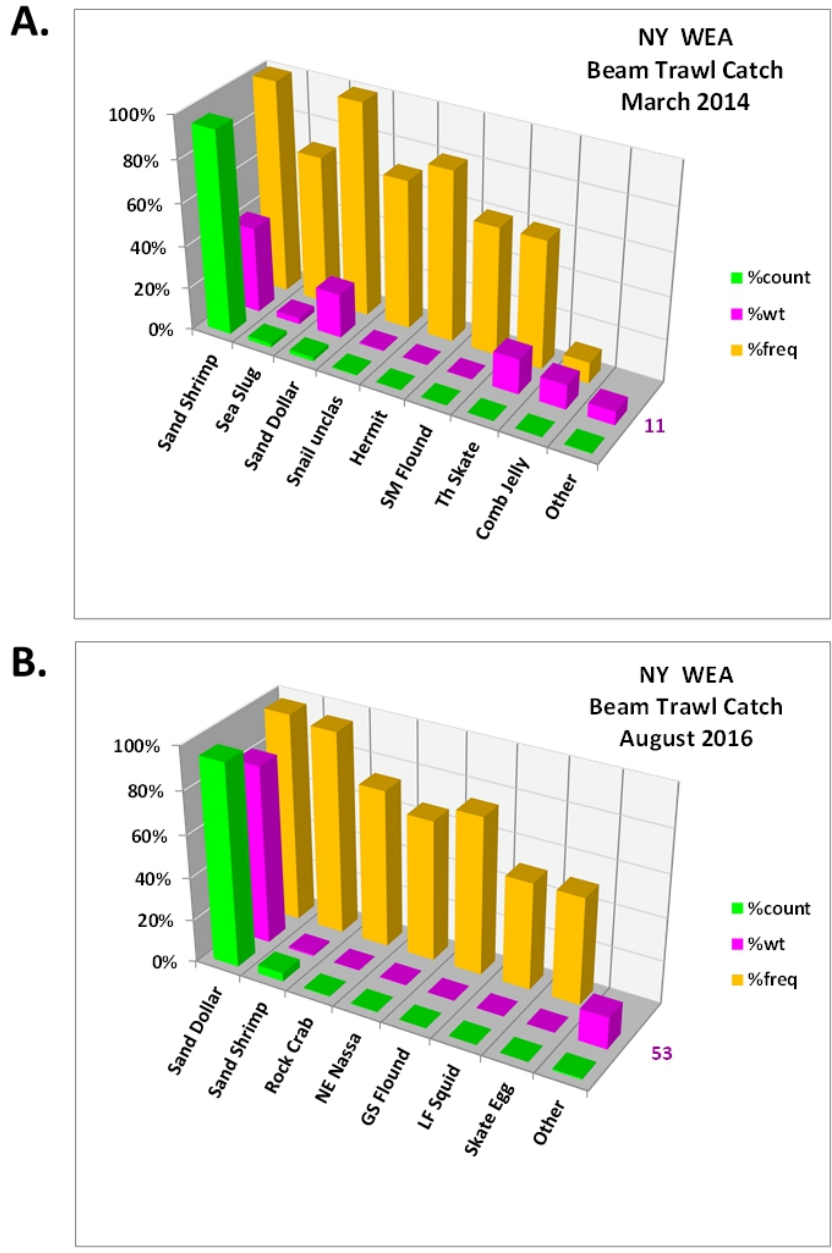 A.
NY WEA
Beam Trawl Catch
March 2014
100%
80%
60%
40%
20%
0%
Sand Shrimp
Sea Slug
Sand Dollar
Snail unclas
Hermit
SM Flound
Th Skate
Comb Jelly
Other
11
%count
%wt
%freq
B.
NY WEA
Beam Trawl Catch
August 2016
100%
80%
60%
40%
20%
0%
Sand Dollar
Sand Shrimp
Rock Crab
NE Nassa
GS Flound
LF Squid
Skate Egg
Other
53
%count
%wt
%freq